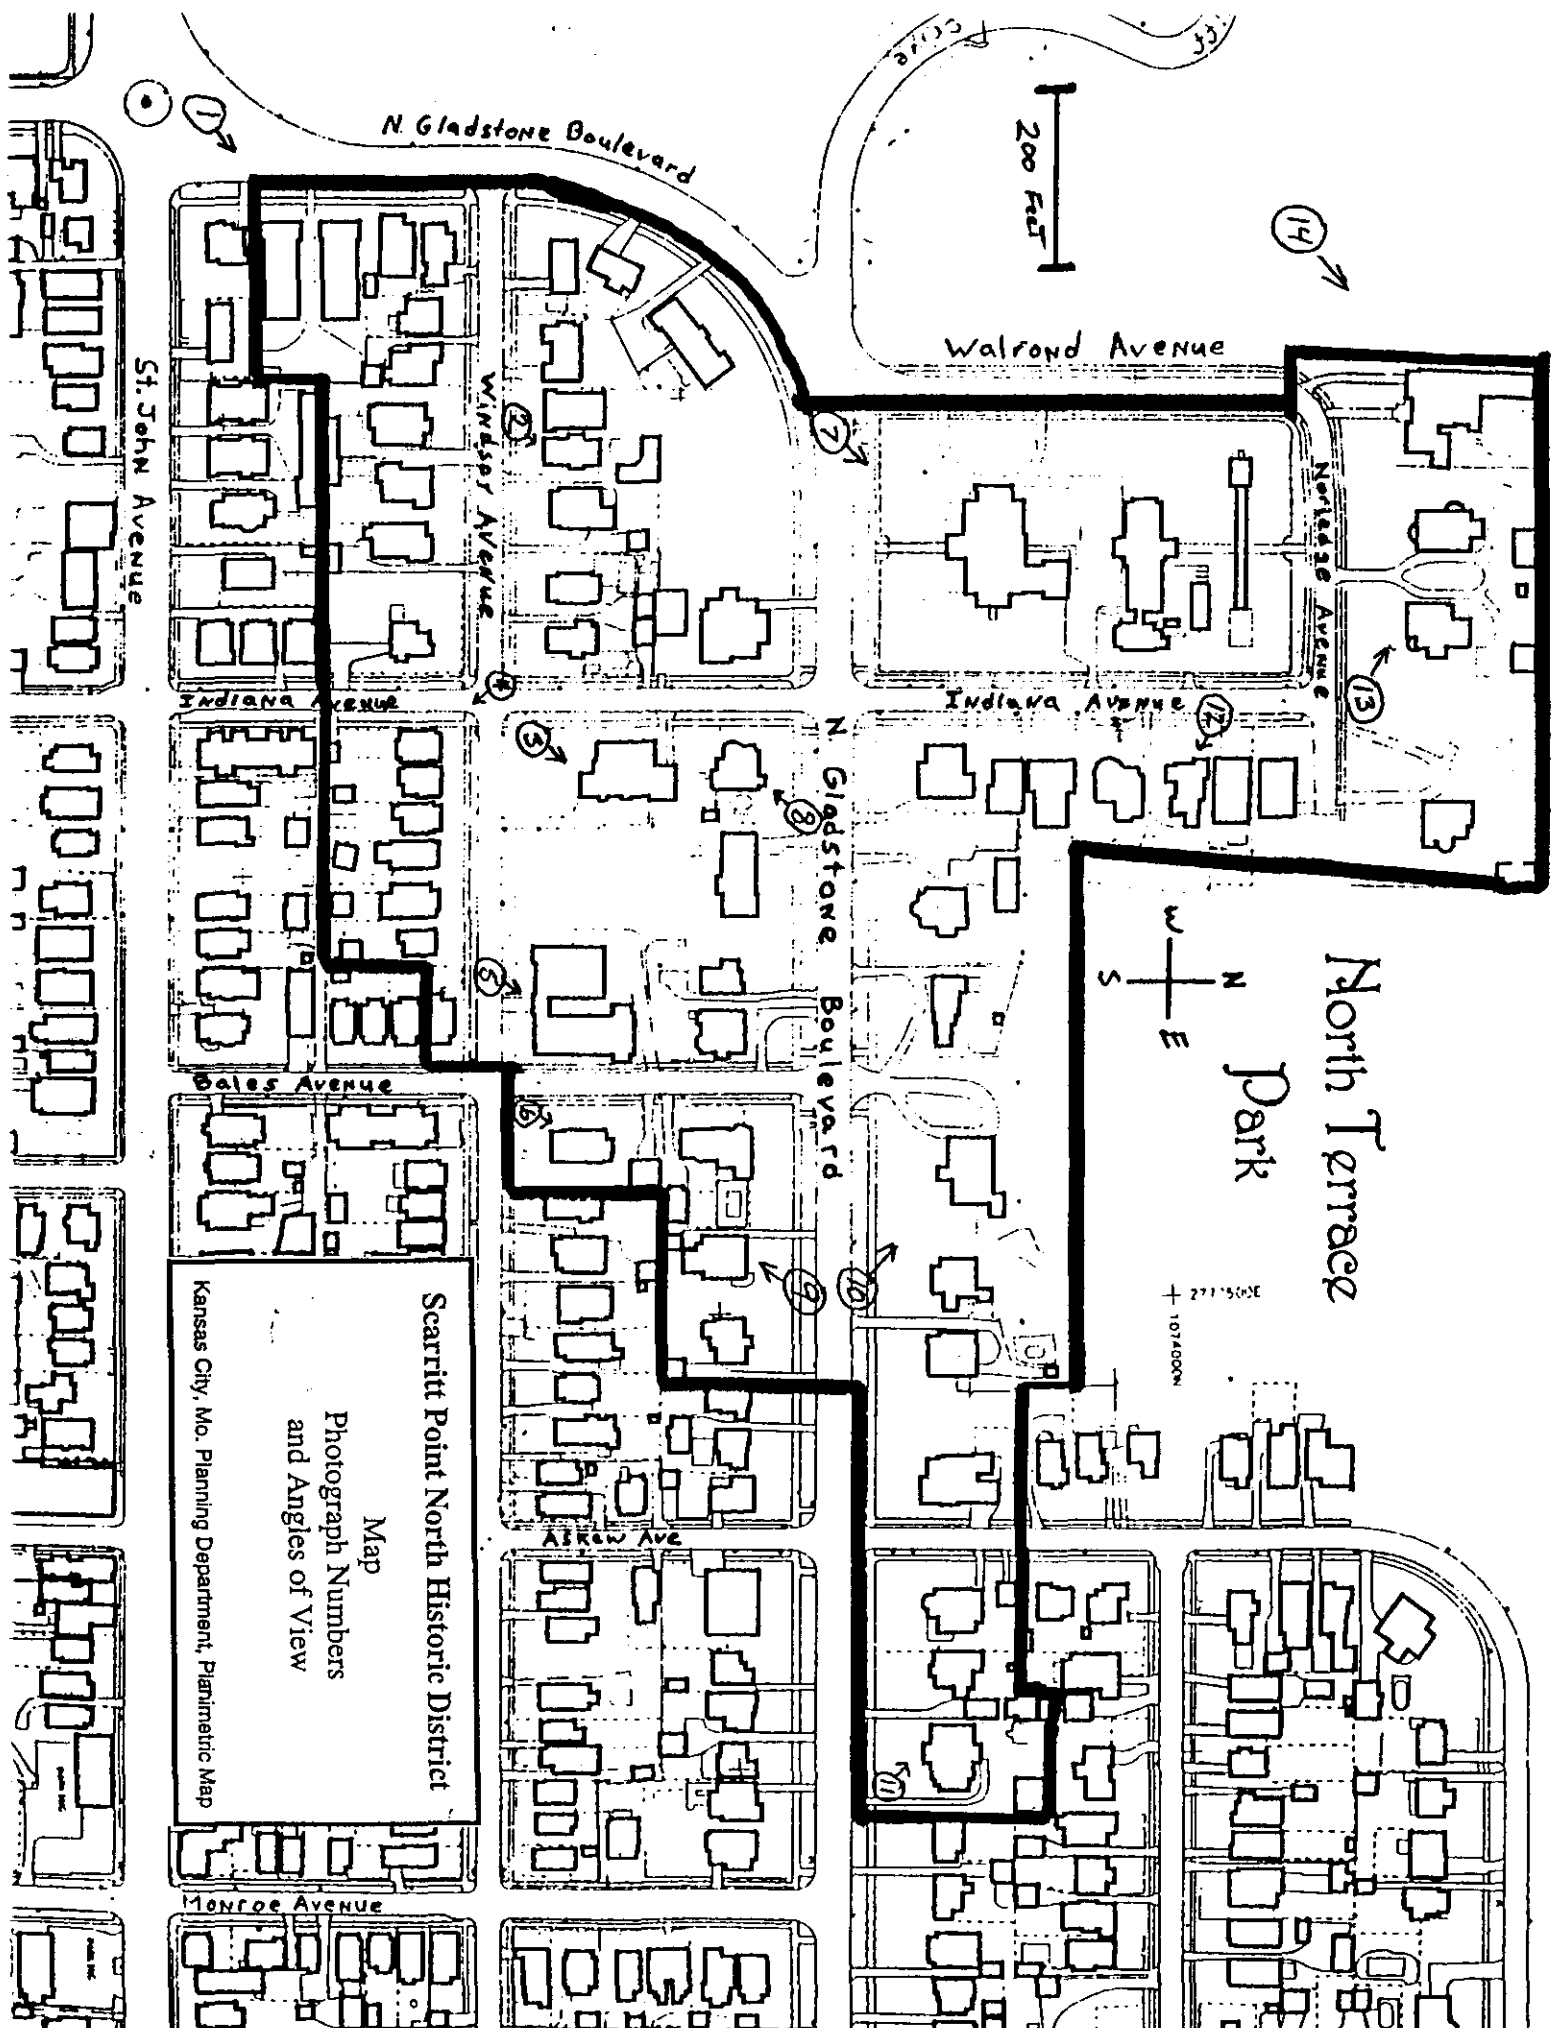 N. Gladstone Boulevard
200 Feet
Walrond Avenue
Norledge Avenue
Windsor Avenue
St. John Avenue
Indiana Avenue
Indiana Avenue
N Gladstone Boulevard
Bales Avenue
Askew Ave
Monroe Avenue
North Terrace
Park
N
W
E
S
1
2
3
5
6
7
8
9
10
11
12
13
14
Scarritt Point North Historic District
Map
Photograph Numbers
and Angles of View
Kansas City, Mo. Planning Department, Planimetric Map